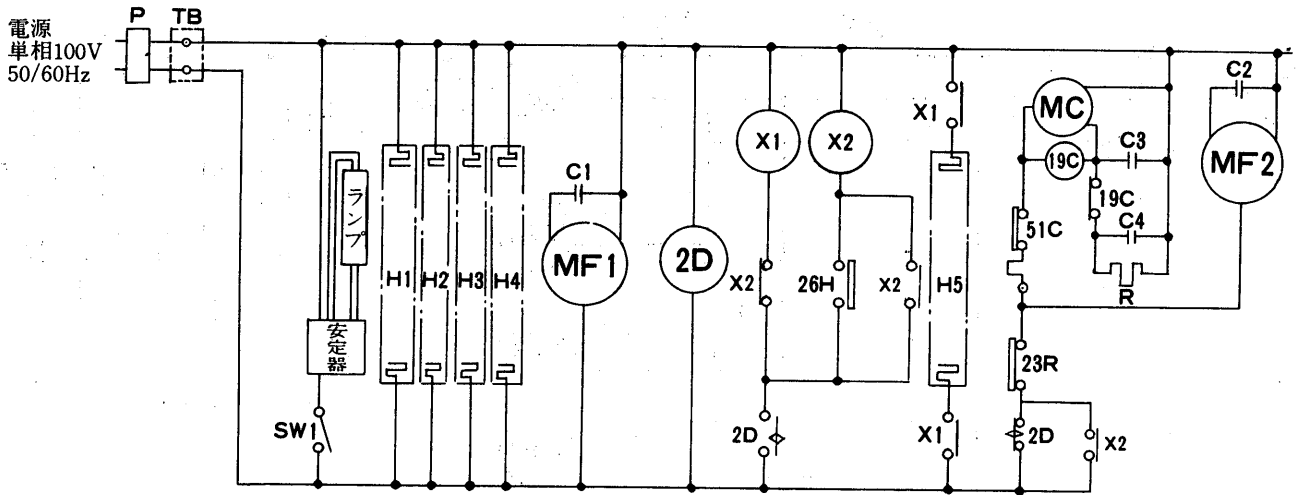 電源
単相100V
50/60Hz
P
TB
ランプ
安定器
SW1
H1
H2
H3
H4
C1
MF1
2D
X1
X2
X2
26H
X2
2D
X1
H5
X1
MC
19C
C3
19C
C4
R
51C
23R
2D
X2
C2
MF2